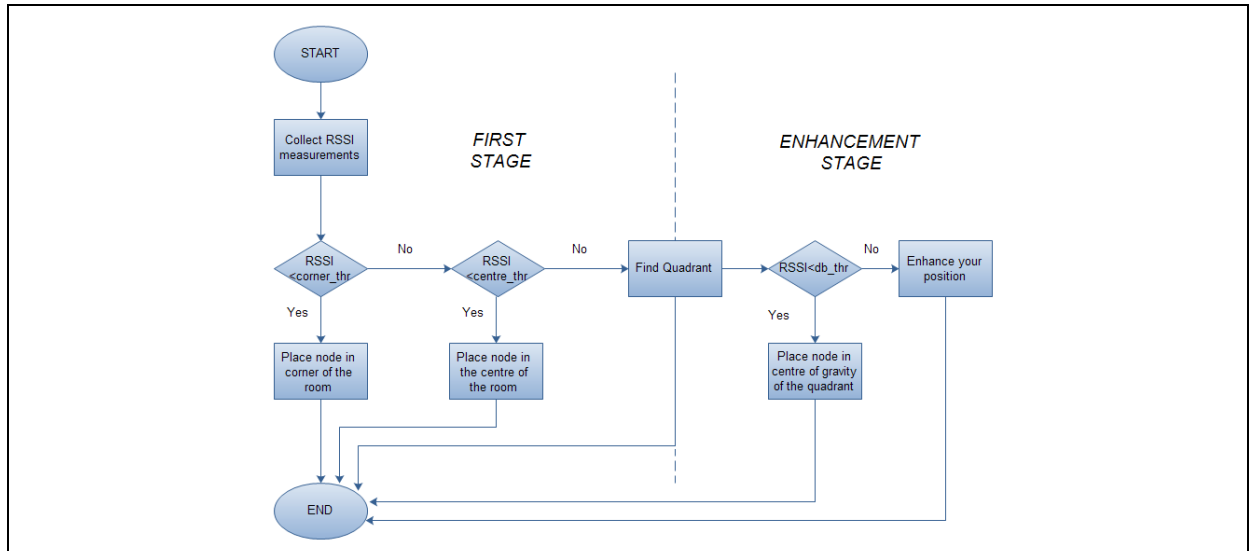 START
Collect RSSI
measurements
FIRST
STAGE
ENHANCEMENT
STAGE
RSSI
<corner_thr
No
RSSI
<centre_thr
No
Find Quadrant
RSSI<db_thr
No
Enhance your
position
Yes
Yes
Yes
Place node in
corner of the
room
Place node in
the centre of
the room
Place node in
centre of gravity
of the quadrant
END